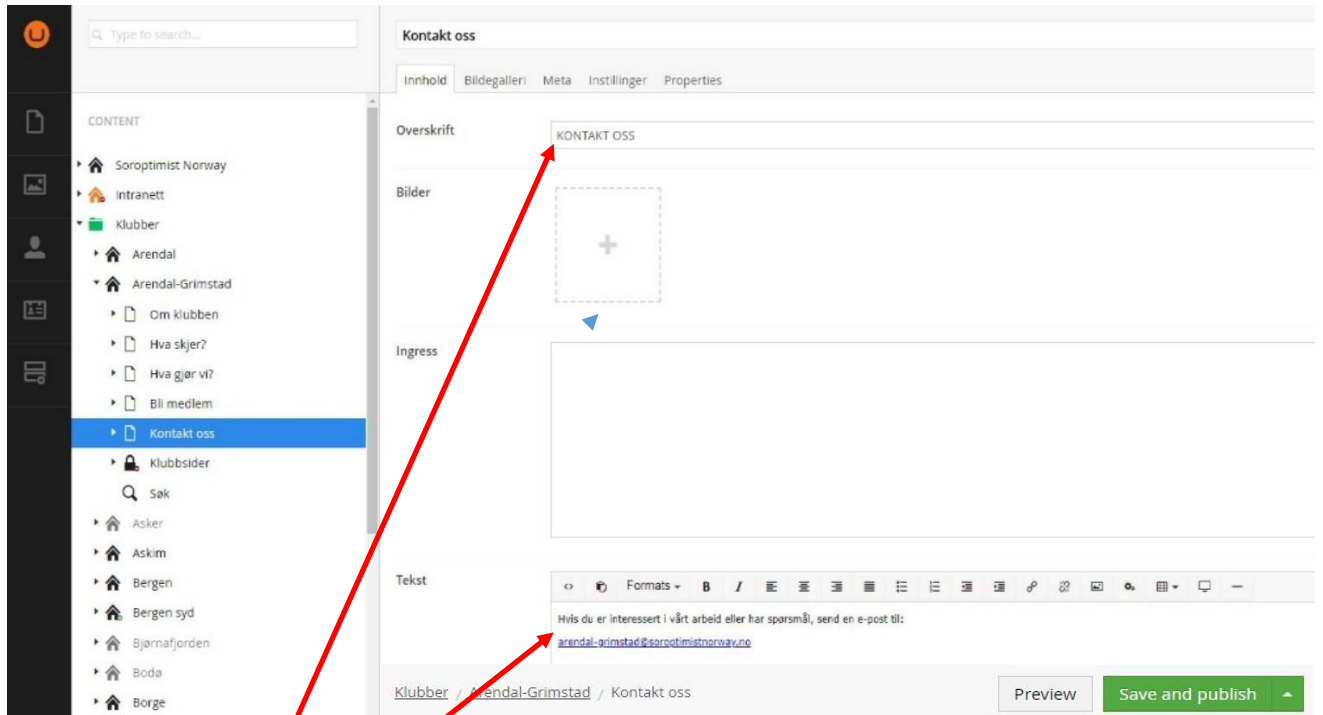 Type to search...
CONTENT
Soroptimist Norway
Intranett
Klubber
Arendal
Arendal-Grimstad
Om klubben
Hva skjer?
Hva gjør vi?
Bli medlem
Kontakt oss
Klubbsider
Søk
Asker
Askim
Bergen
Bergen syd
Bjørnafjorden
Bodø
Borge
Kontakt oss
Innhold Bildegalleri Meta Instillinger Properties
Overskrift
KONTAKT OSS
Bilder
Ingress
Tekst
Formats B I
Hvis du er interessert i vårt arbeid eller har spørsmål, send en e-post til:
arendal-grimstad@soroptimistnorway.no
Klubber / Arendal-Grimstad / Kontakt oss
Preview Save and publish